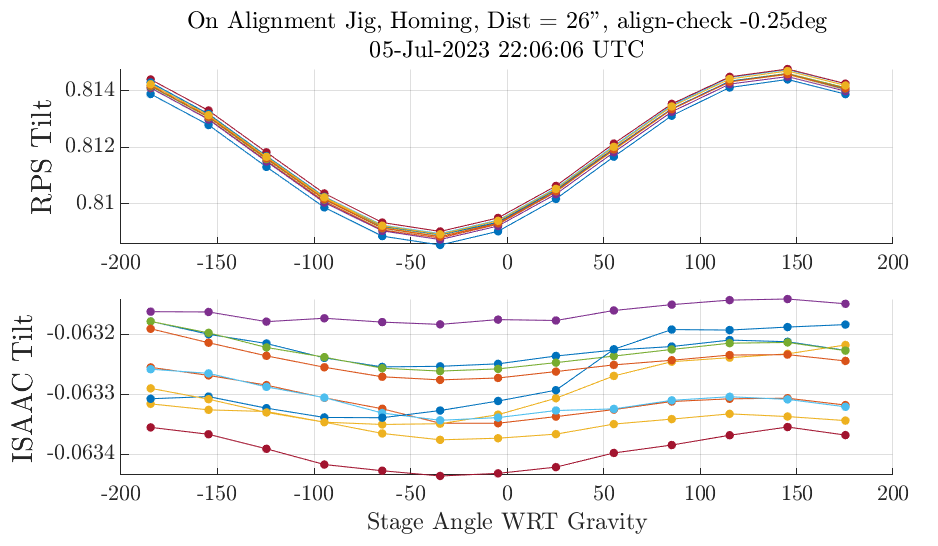 On Alignment Jig, Homing, Dist = 26”, align-check -0.25deg
05-Jul-2023 22:06:06 UTC
RPS Tilt
0.814
0.812
0.81
-200 -150 -100 -50 0 50 100 150 200
ISAAC Tilt
-0.0632
-0.0633
-0.0634
-200 -150 -100 -50 0 50 100 150 200
Stage Angle WRT Gravity